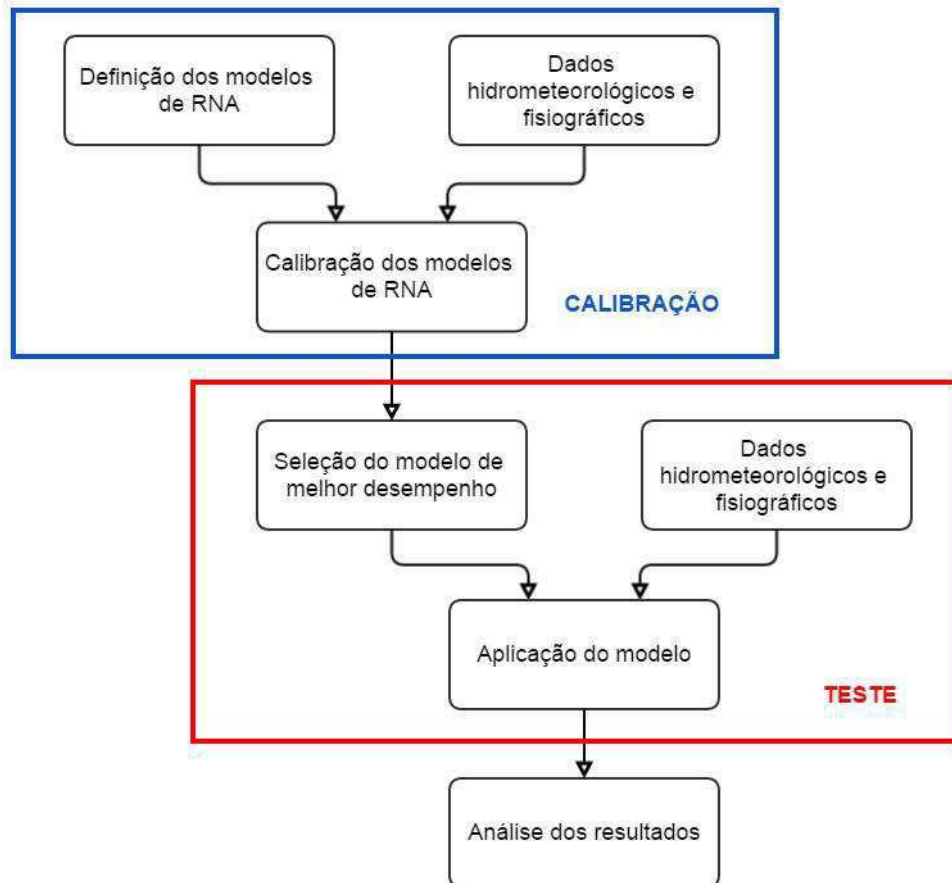 Definição dos modelos
de RNA
Dados
hidrometeorológicos e
fisiográficos
Calibração dos modelos
de RNA
CALIBRAÇÃO
Seleção do modelo de
melhor desempenho
Dados
hidrometeorológicos e
fisiográficos
Aplicação do modelo
TESTE
Análise dos resultados